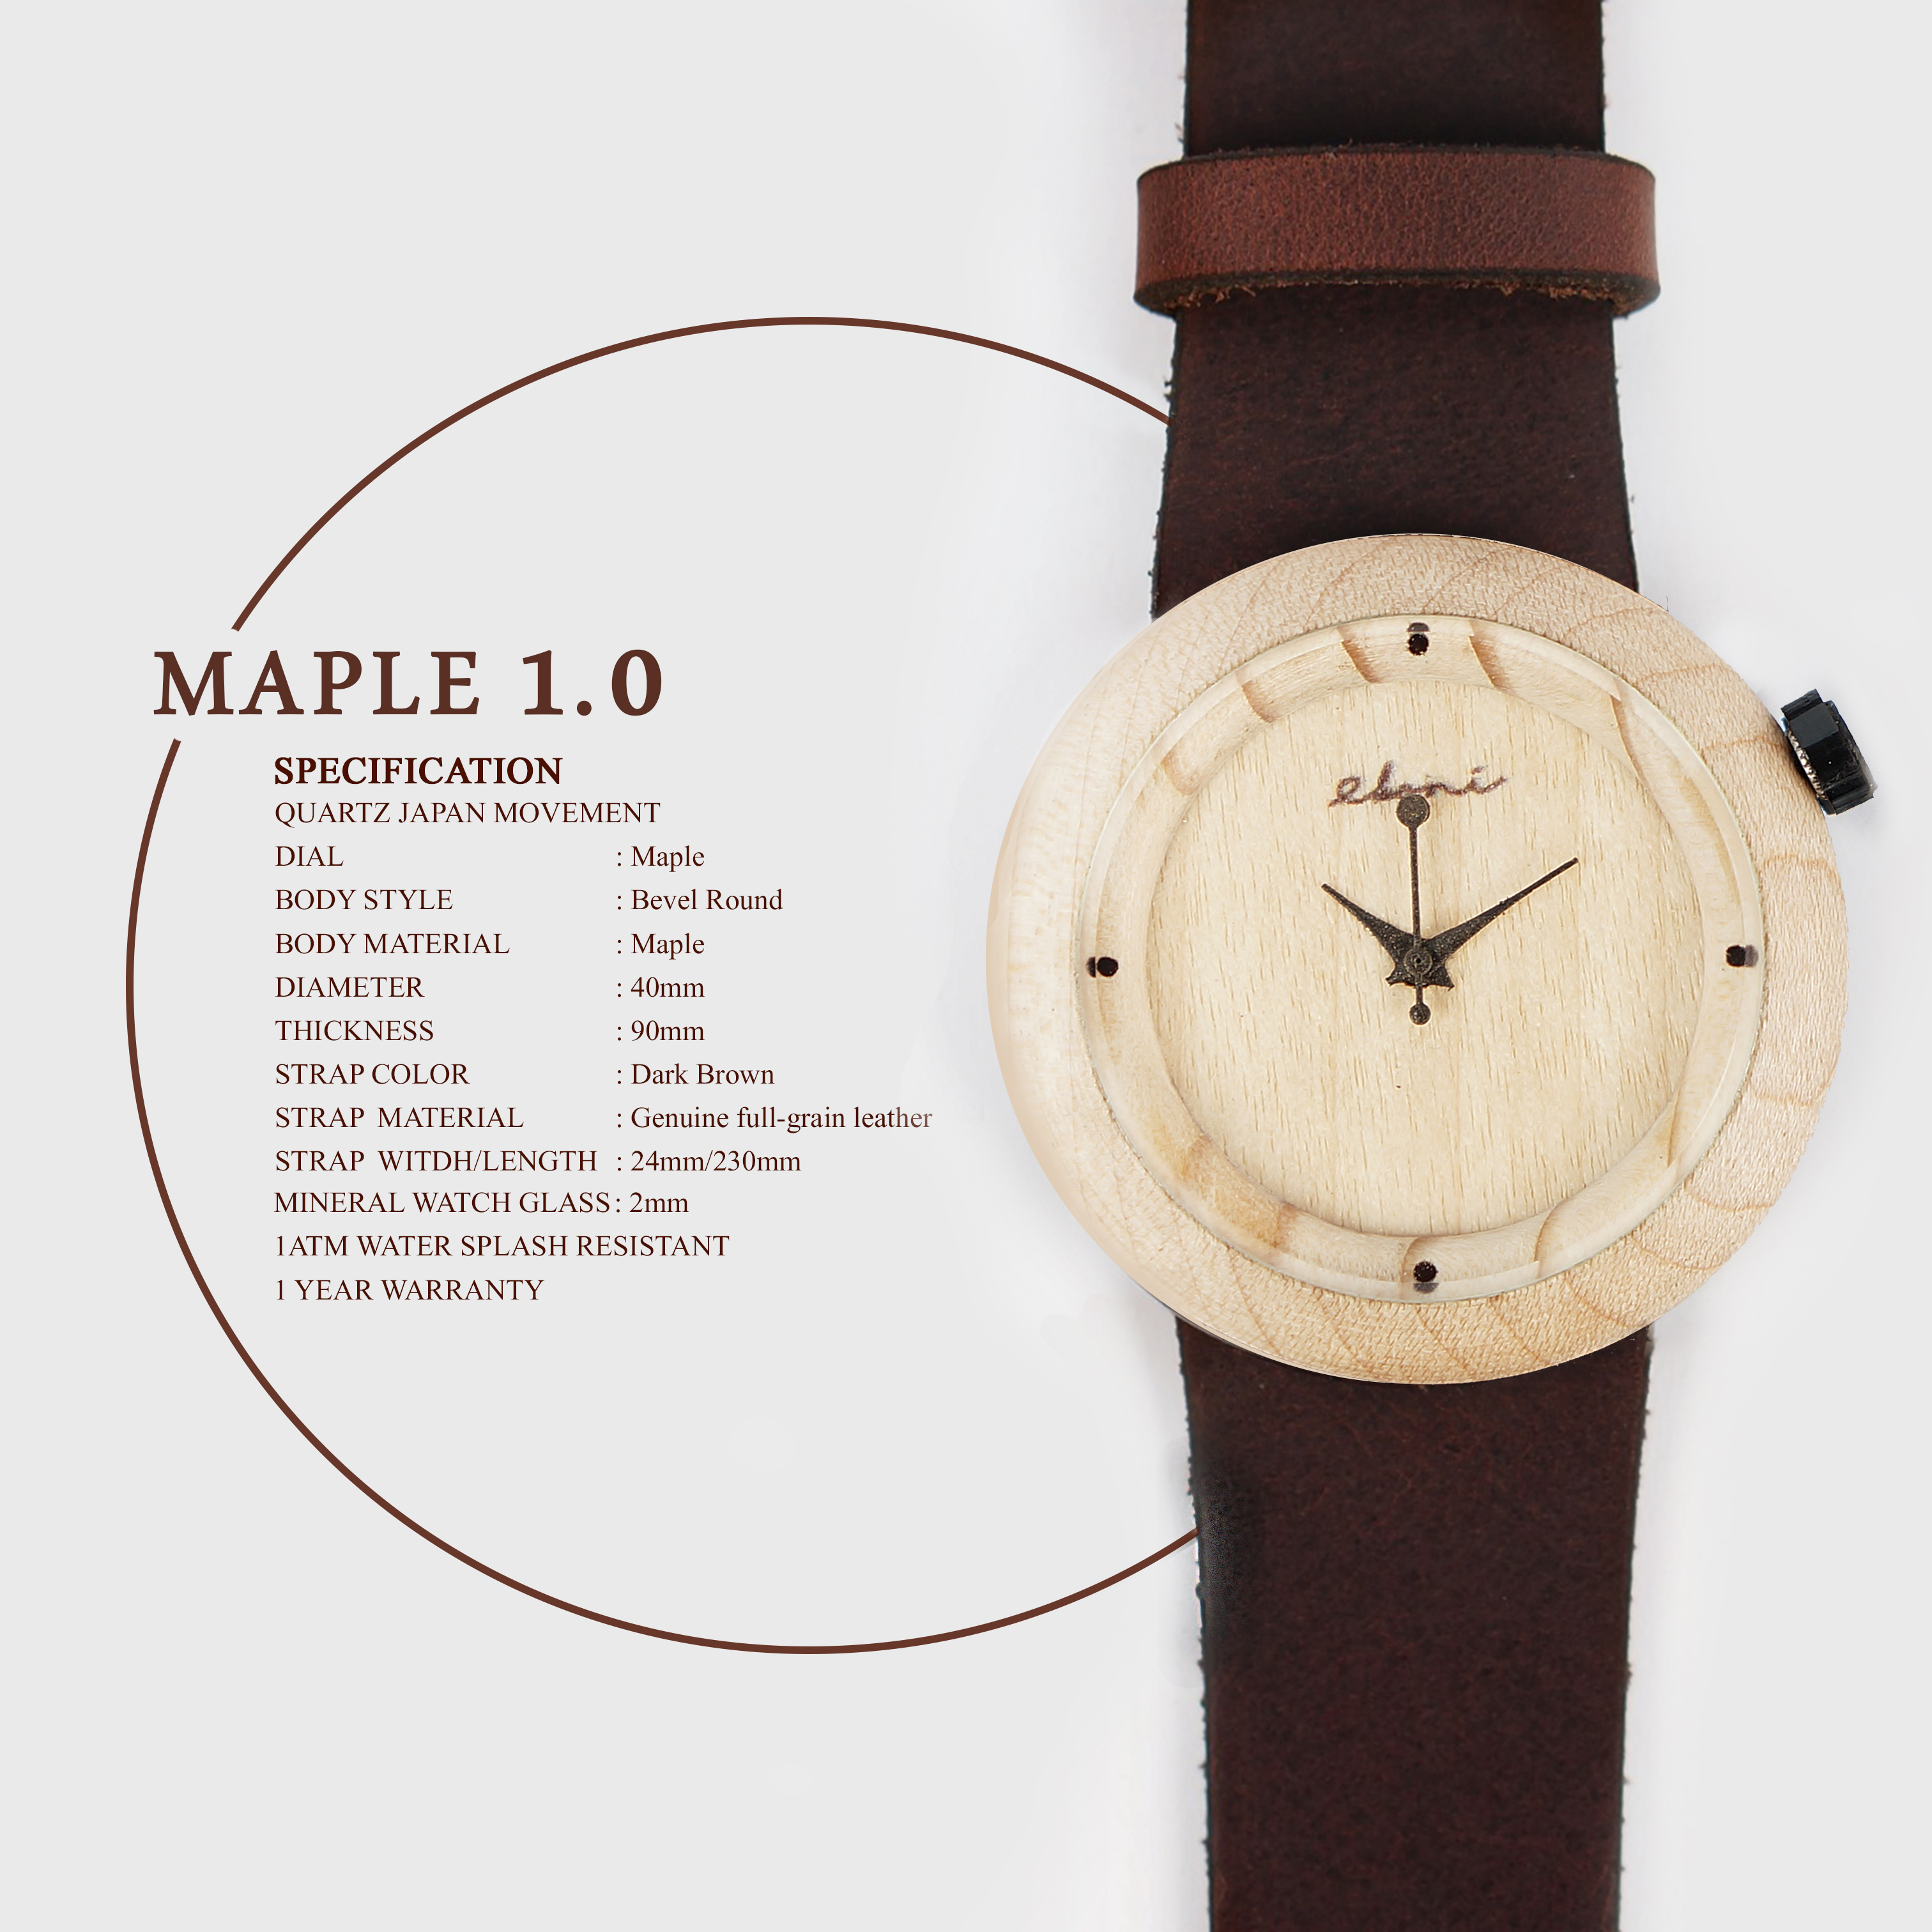 MAPLE 1.0
SPECIFICATION
QUARTZ JAPAN MOVEMENT
DIAL : Maple
BODY STYLE : Bevel Round
BODY MATERIAL : Maple
DIAMETER : 40mm
THICKNESS : 90mm
STRAP COLOR : Dark Brown
STRAP MATERIAL : Genuine full-grain leather
STRAP WITDH/LENGTH : 24mm/230mm
MINERAL WATCH GLASS : 2mm
1ATM WATER SPLASH RESISTANT
1 YEAR WARRANTY